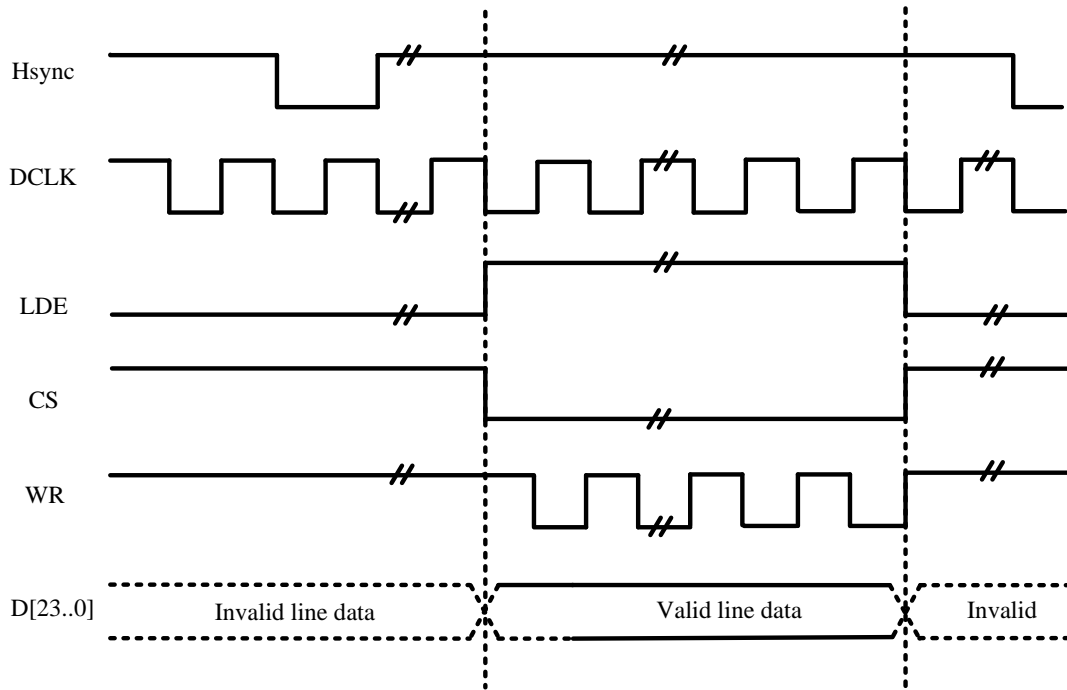 Hsync
DCLK
LDE
CS
WR
D[23..0]
Invalid line data
Valid line data
Invalid